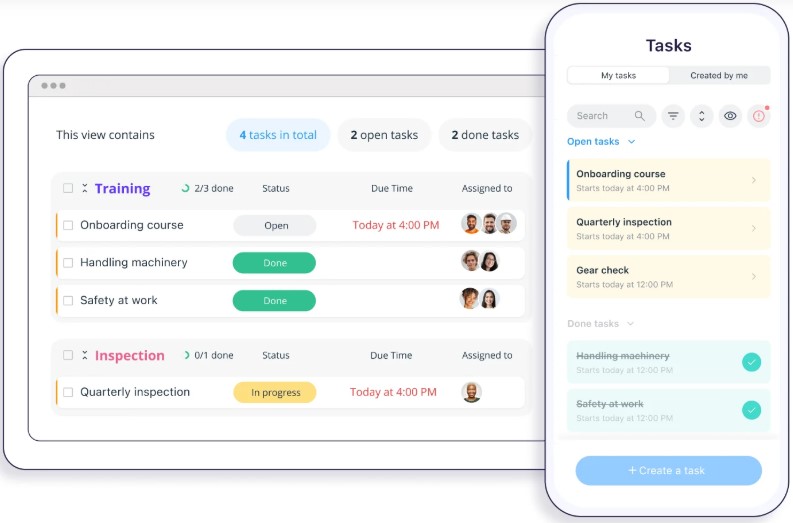 This view contains
4 tasks in total
2 open tasks
2 done tasks
Training
2/3 done
Status
Due Time
Assigned to
Onboarding course
Open
Today at 4:00 PM
Handling machinery
Done
Safety at work
Done
Inspection
0/1 done
Status
Due Time
Assigned to
Quarterly inspection
In progress
Today at 4:00 PM
Tasks
My tasks
Created by me
Search
Open tasks
Onboarding course
Starts today at 4:00 PM
Quarterly inspection
Starts today at 4:00 PM
Gear check
Starts today at 12:00 PM
Done tasks
Handling machinery
Starts today at 12:00 PM
Safety at work
Starts today at 12:00 PM
+ Create a task